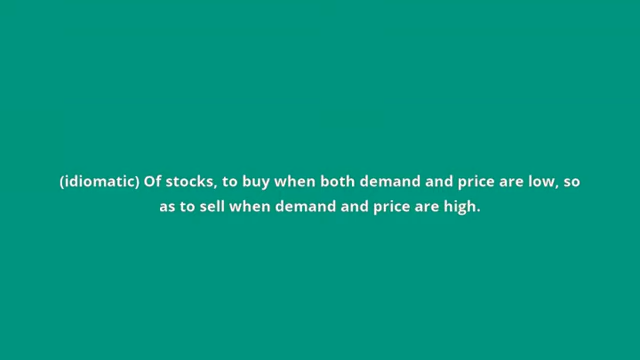 (idiomatic) Of stocks, to buy when both demand and price are low, so
as to sell when demand and price are high.